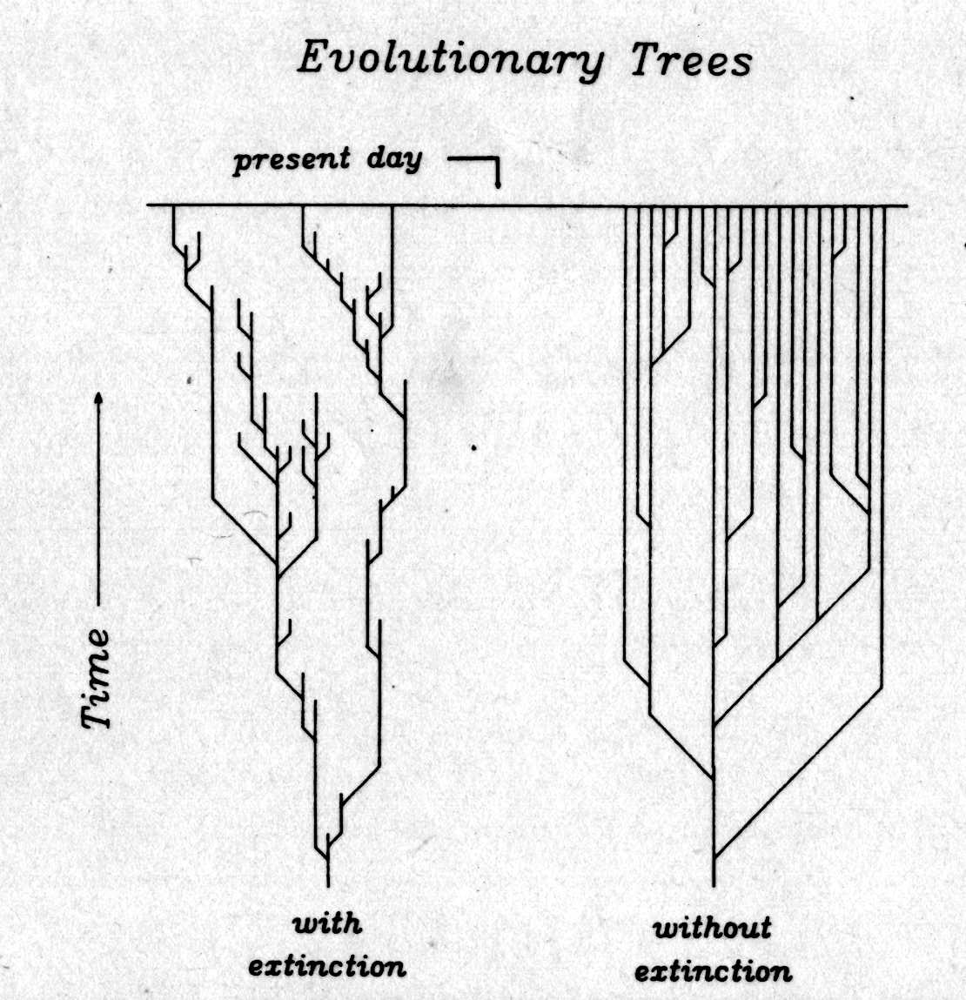 Evolutionary Trees
present day
Time
with
extinction
without
extinction